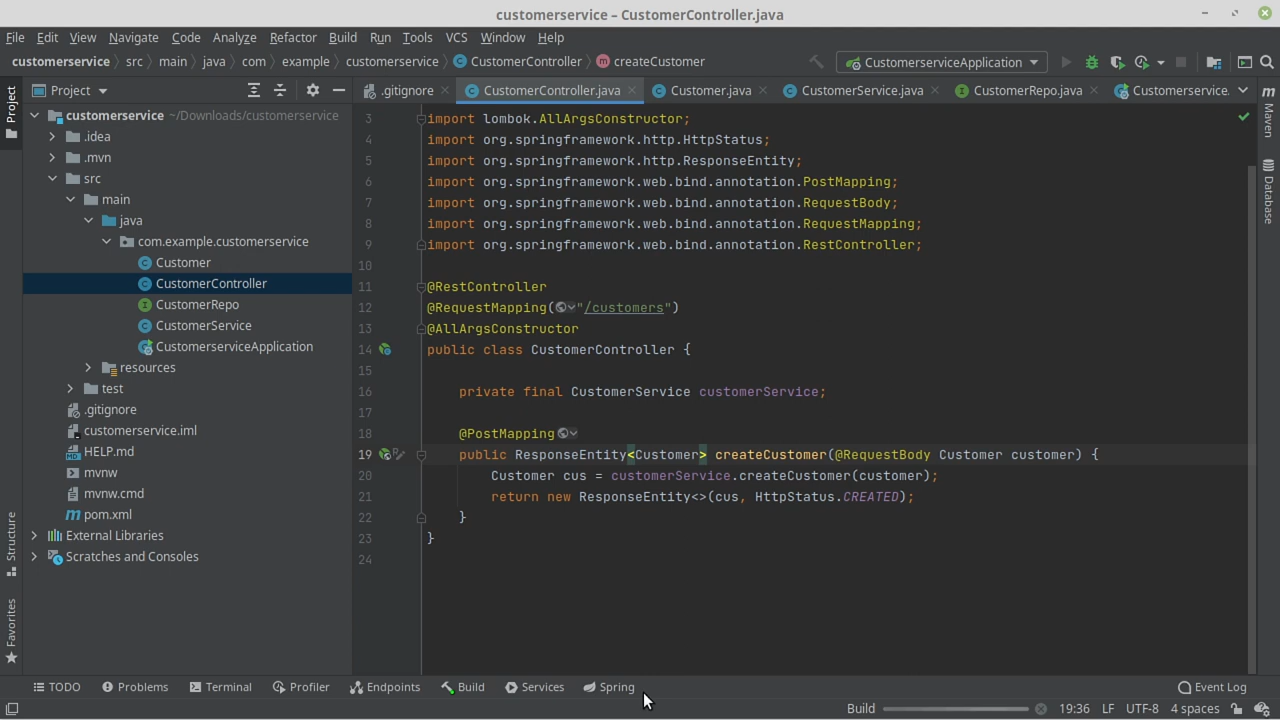 customerservice – CustomerController.java
File Edit View Navigate Code Analyze Refactor Build Run Tools VCS Window Help
customerservice src main java com example customerservice CustomerController createCustomer CustomerserviceApplication
Project .gitignore CustomerController.java Customer.java CustomerService.java CustomerRepo.java Customerservice.
Project
customerservice ~/Downloads/customerservice
.idea
.mvn
src
main
java
com.example.customerservice
Customer
CustomerController
CustomerRepo
CustomerService
CustomerserviceApplication
resources
test
.gitignore
customerservice.iml
HELP.md
mvnw
mvnw.cmd
pom.xml
External Libraries
Scratches and Consoles
Structure
Favorites
3 import lombok.AllArgsConstructor;
4 import org.springframework.http.HttpStatus;
5 import org.springframework.http.ResponseEntity;
6 import org.springframework.web.bind.annotation.PostMapping;
7 import org.springframework.web.bind.annotation.RequestBody;
8 import org.springframework.web.bind.annotation.RequestMapping;
9 import org.springframework.web.bind.annotation.RestController;
10
11 @RestController
12 @RequestMapping("/customers")
13 @AllArgsConstructor
14 public class CustomerController {
15
16 private final CustomerService customerService;
17
18 @PostMapping
19 public ResponseEntity<Customer> createCustomer(@RequestBody Customer customer) {
20 Customer cus = customerService.createCustomer(customer);
21 return new ResponseEntity<>(cus, HttpStatus.CREATED);
22 }
23 }
24
Maven
Database
TODO Problems Terminal Profiler Endpoints Build Services Spring Event Log
Build 19:36 LF UTF-8 4 spaces